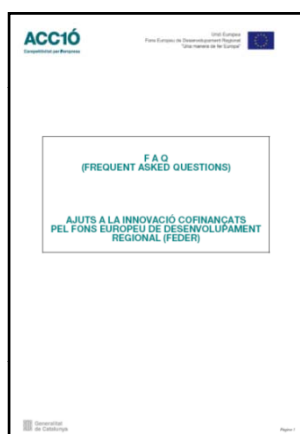 ACC1Ó
Competitivitat per l'empresa
Unió Europea
Fons Europeu de Desenvolupament Regional
"Una manera de fer Europa"
F A Q
(FREQUENT ASKED QUESTIONS)
AJUTS A LA INNOVACIÓ COFINANÇATS
PEL FONS EUROPEU DE DESENVOLUPAMENT
REGIONAL (FEDER)
Generalitat
de Catalunya
Pàgina 1